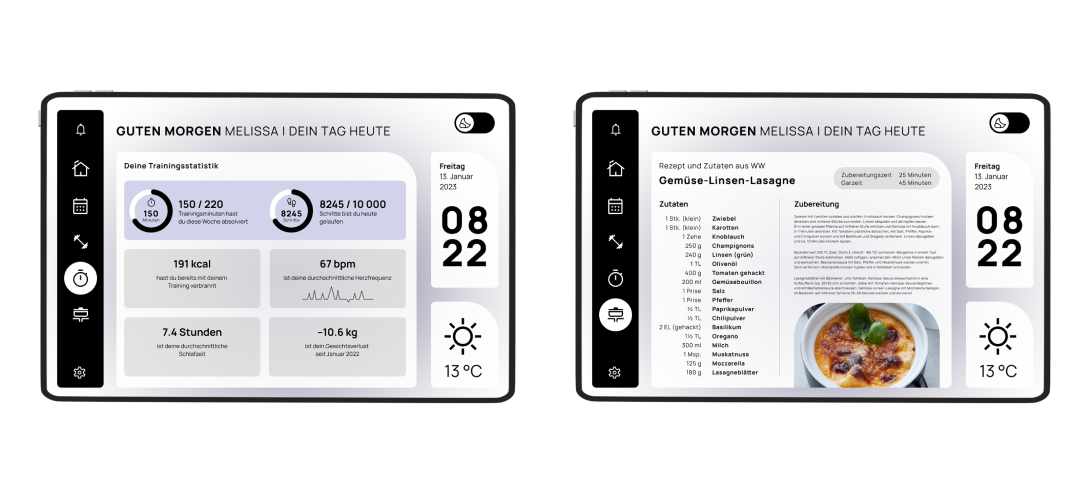 GUTEN MORGEN MELISSA I DEIN TAG HEUTE
Deine Trainingsstatistik
150
Minuten
150 / 220
Trainingsminuten hast
du diese Woche absolviert
8245
Schritte
8245 / 10 000
Schritte bist du heute
gelaufen
191 kcal
hast du bereits mit deinem
Training verbrannt
67 bpm
ist deine durchschnittliche Herzfrequenz
7.4 Stunden
ist deine durchschnittliche
Schlafzeit
–10.6 kg
ist dein Gewichtsverlust
seit Januar 2022
Freitag
13. Januar
2023
08
22
13 °C
GUTEN MORGEN MELISSA I DEIN TAG HEUTE
Rezept und Zutaten aus WW
Gemüse-Linsen-Lasagne
Zubereitungszeit 25 Minuten
Garzeit 45 Minuten
Zutaten
1 Stk. (klein) Zwiebel
1 Stk. (klein) Karotten
1 Zehe Knoblauch
250 g Champignons
240 g Linsen (grün)
1 TL Olivenöl
400 g Tomaten gehackt
200 ml Gemüsebouillon
1 Prise Salz
1 Prise Pfeffer
½ TL Paprikapulver
½ TL Chilipulver
2 EL (gehackt) Basilikum
1½ TL Oregano
300 ml Milch
1 Msp. Muskatnuss
125 g Mozzarella
180 g Lasagneblätter
Zubereitung
Freitag
13. Januar
2023
08
22
13 °C